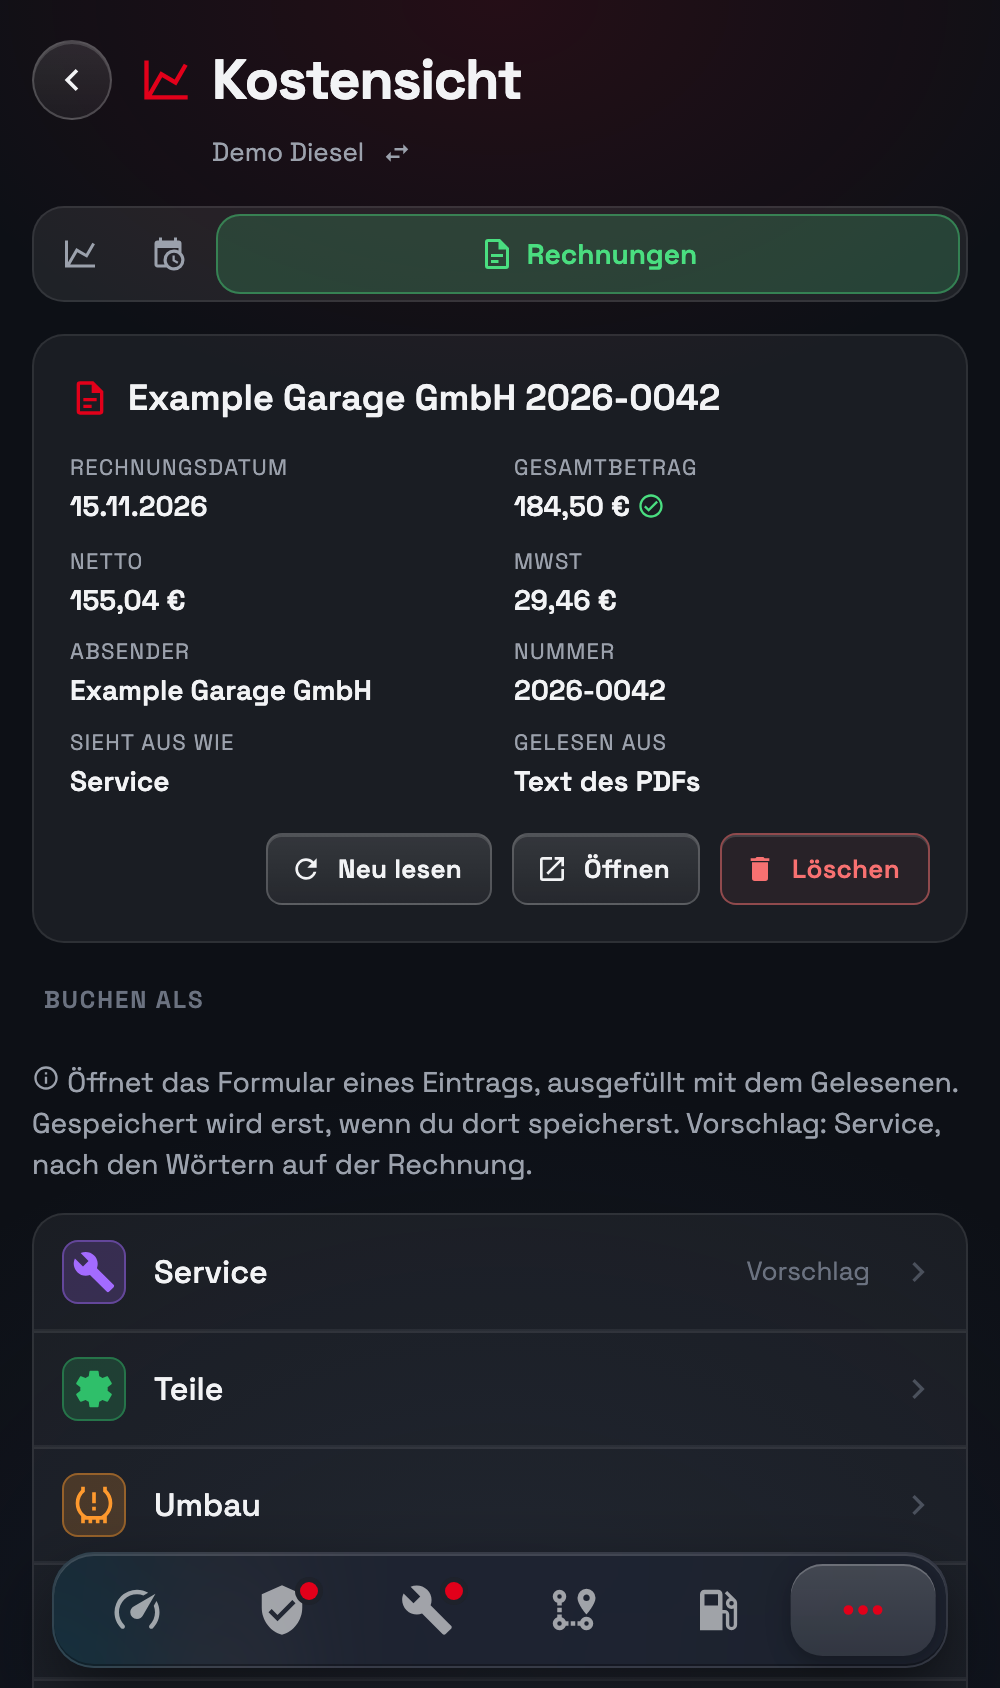 Kostensicht
Demo Diesel
Rechnungen
Example Garage GmbH 2026-0042
RECHNUNGSDATUM
15.11.2026
GESAMTBETRAG
184,50 €
NETTO
155,04 €
MWST
29,46 €
ABSENDER
Example Garage GmbH
NUMMER
2026-0042
SIEHT AUS WIE
Service
GELESEN AUS
Text des PDFs
Neu lesen
Öffnen
Löschen
BUCHEN ALS
Öffnet das Formular eines Eintrags, ausgefüllt mit dem Gelesenen.
Gespeichert wird erst, wenn du dort speicherst. Vorschlag: Service,
nach den Wörtern auf der Rechnung.
Service
Vorschlag
Teile
Umbau